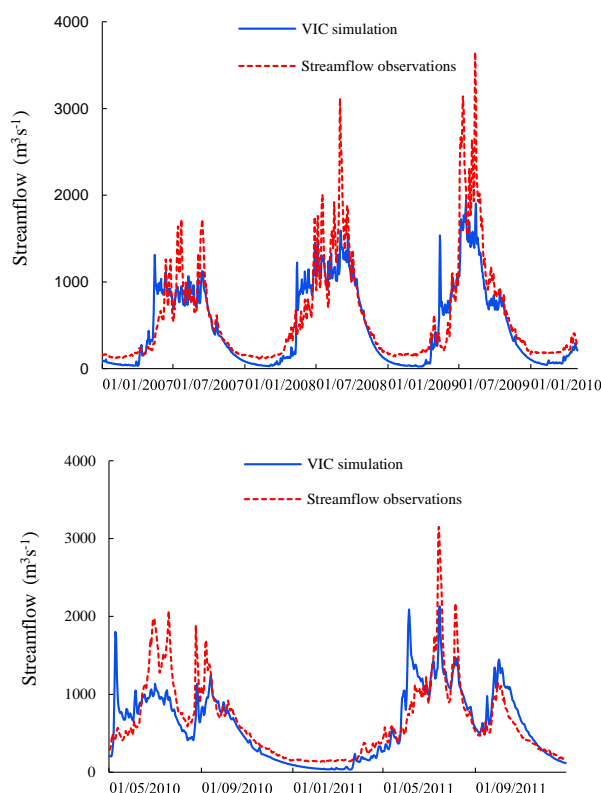 4000
VIC simulation
Streamflow observations
3000
2000
1000
0
Streamflow (m³s⁻¹)
01/01/2007 01/07/2007 01/01/2008 01/07/2008 01/01/2009 01/07/2009 01/01/2010
4000
VIC simulation
Streamflow observations
3000
2000
1000
0
Streamflow (m³s⁻¹)
01/05/2010 01/09/2010 01/01/2011 01/05/2011 01/09/2011